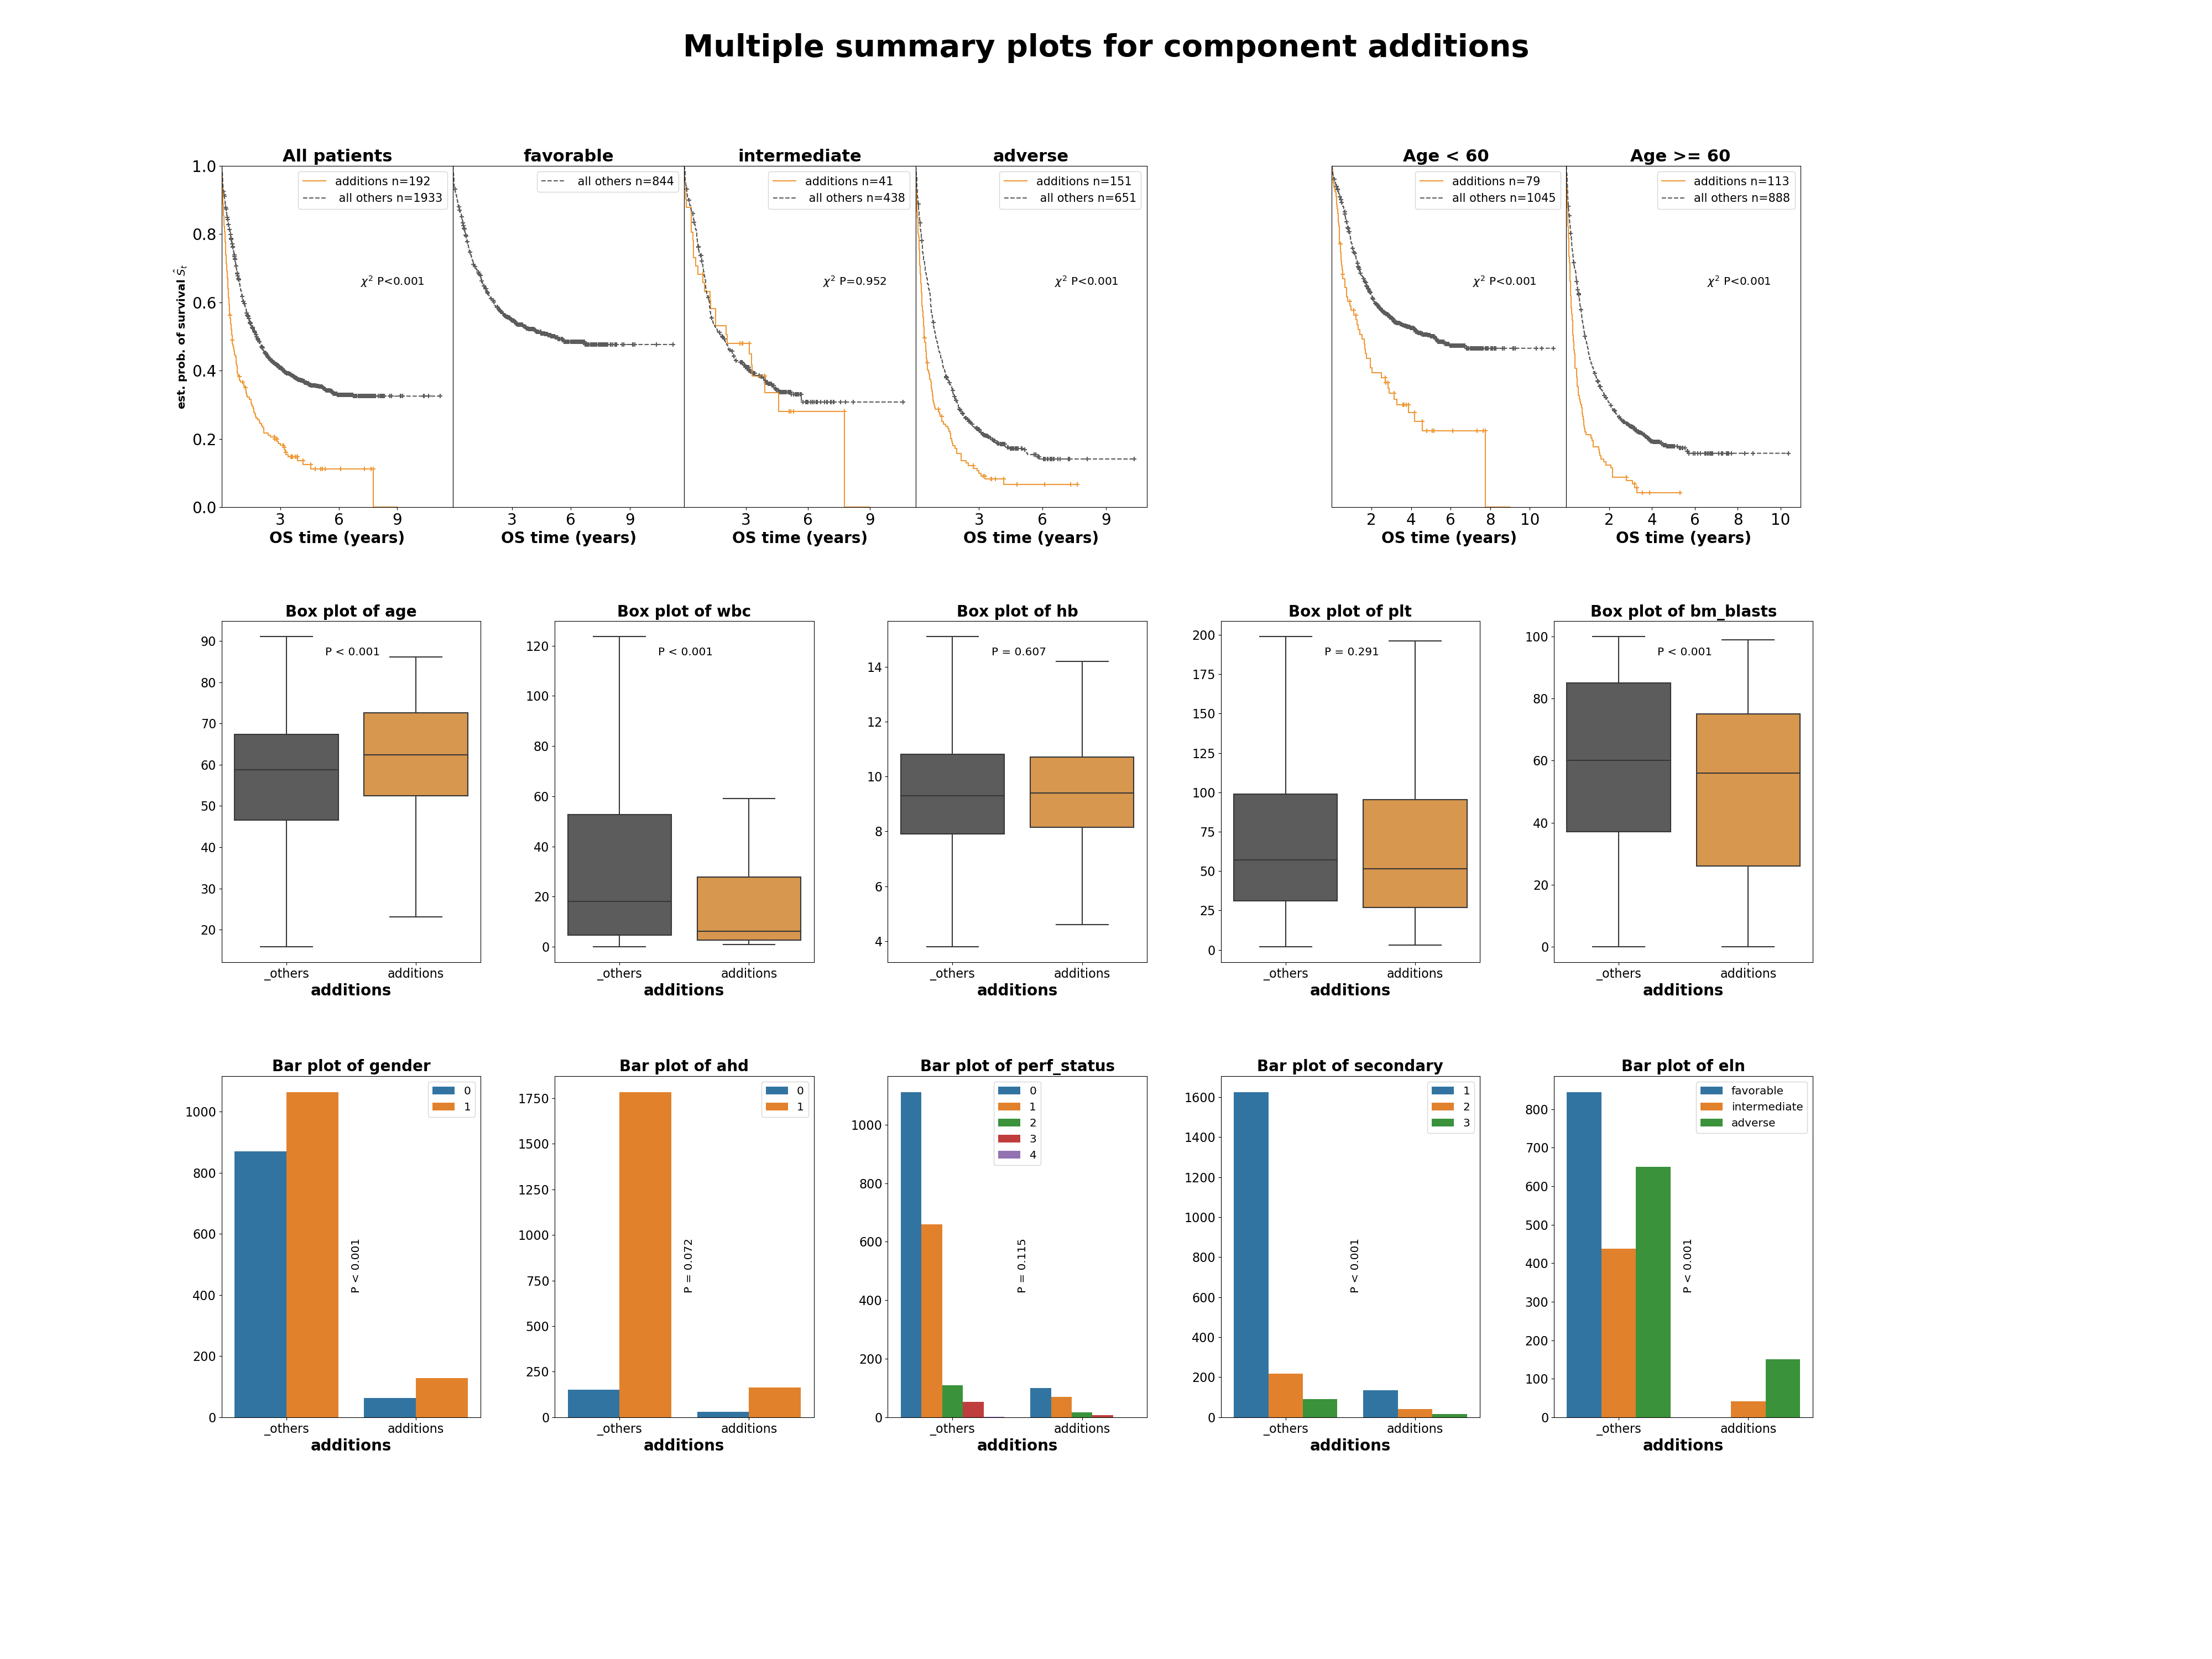 Multiple summary plots for component additions
All patients
favorable
intermediate
adverse
Age < 60
Age >= 60
est. prob. of survival Ŝt
1.0
0.8
0.6
0.4
0.2
0.0
additions n=192
all others n=1933
χ² P<0.001
3 6 9
OS time (years)
all others n=844
3 6 9
OS time (years)
additions n=41
all others n=438
χ² P=0.952
3 6 9
OS time (years)
additions n=151
all others n=651
χ² P<0.001
3 6 9
OS time (years)
additions n=79
all others n=1045
χ² P<0.001
2 4 6 8 10
OS time (years)
additions n=113
all others n=888
χ² P<0.001
2 4 6 8 10
OS time (years)
Box plot of age
P < 0.001
90
80
70
60
50
40
30
20
_others additions
additions
Box plot of wbc
P < 0.001
120
100
80
60
40
20
0
_others additions
additions
Box plot of hb
P = 0.607
14
12
10
8
6
4
_others additions
additions
Box plot of plt
P = 0.291
200
175
150
125
100
75
50
25
0
_others additions
additions
Box plot of bm_blasts
P < 0.001
100
80
60
40
20
0
_others additions
additions
Bar plot of gender
0
1
P < 0.001
1000
800
600
400
200
0
_others additions
additions
Bar plot of ahd
0
1
P = 0.072
1750
1500
1250
1000
750
500
250
0
_others additions
additions
Bar plot of perf_status
0
1
2
3
4
P = 0.115
1000
800
600
400
200
0
_others additions
additions
Bar plot of secondary
1
2
3
P < 0.001
1600
1400
1200
1000
800
600
400
200
0
_others additions
additions
Bar plot of eln
favorable
intermediate
adverse
P < 0.001
800
700
600
500
400
300
200
100
0
_others additions
additions